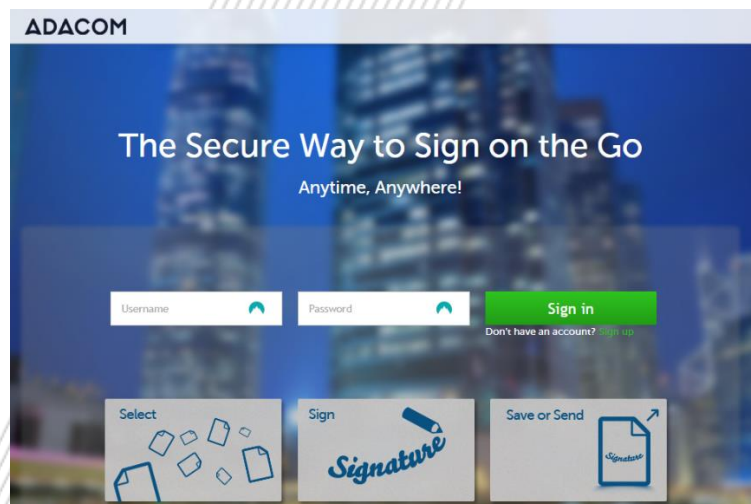 ADACOM
The Secure Way to Sign on the Go
Anytime, Anywhere!
Username
Password
Sign in
Don't have an account? Sign up
Select
Sign
Save or Send
Signature
Signature